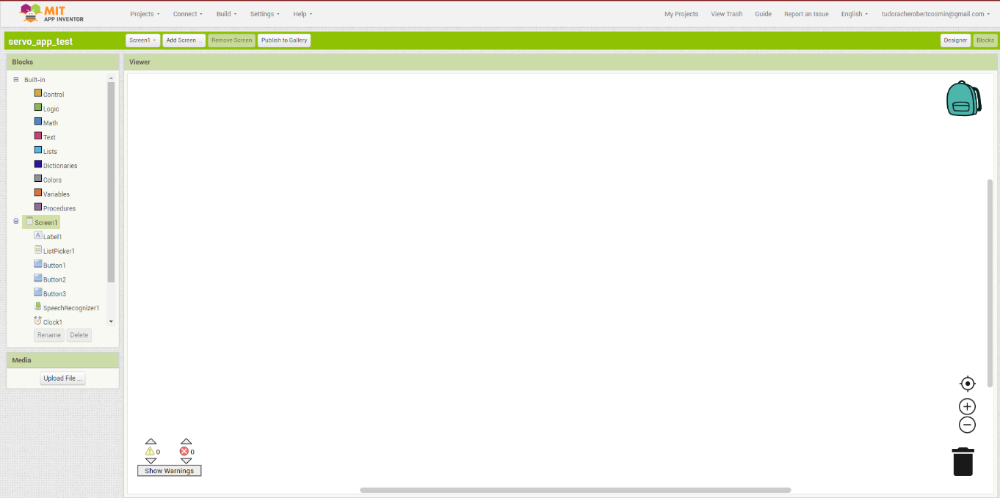 MIT
APP INVENTOR
Projects Connect Build Settings Help My Projects View Trash Guide Report an Issue English tudoracherobertcosmin@gmail.com
servo_app_test Screen1 Add Screen ... Remove Screen Publish to Gallery Designer Blocks
Blocks
Viewer
Built-in
Control
Logic
Math
Text
Lists
Dictionaries
Colors
Variables
Procedures
Screen1
A Label1
ListPicker1
Button1
Button2
Button3
SpeechRecognizer1
Clock1
Rename Delete
Media
Upload File ...
0 0
Show Warnings